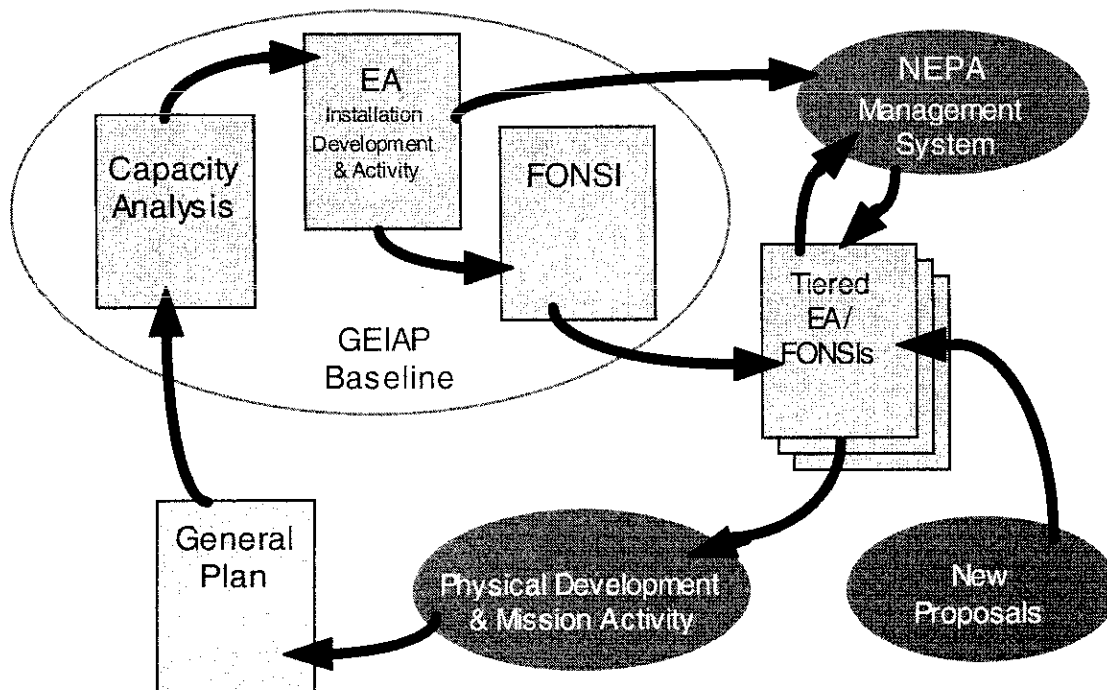 EA
Installation
Development
& Activity
NEPA
Management
System
Capacity
Analysis
FONSI
GEIAP
Baseline
Tiered
EA/
FONSIs
General
Plan
Physical Development
& Mission Activity
New
Proposals